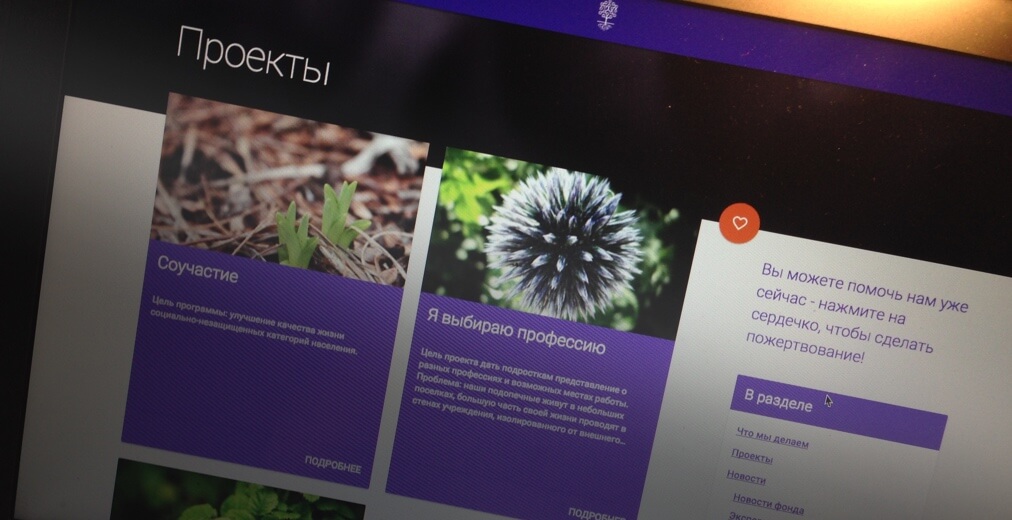 Проекты
Соучастие
Цель программы: улучшение качества жизни
социально-незащищенных категорий населения.
ПОДРОБНЕЕ
Я выбираю профессию
Цель проекта дать подросткам представление о
разных профессиях и возможных местах работы.
Проблема: наши подопечные живут в небольших
поселках, большую часть своей жизни проводят в
стенах учреждения, изолированного от внешнего...
ПОДРОБНЕЕ
Вы можете помочь нам уже
сейчас - нажмите на
сердечко, чтобы сделать
пожертвование!
В разделе
Что мы делаем
Проекты
Новости
Новости фонда